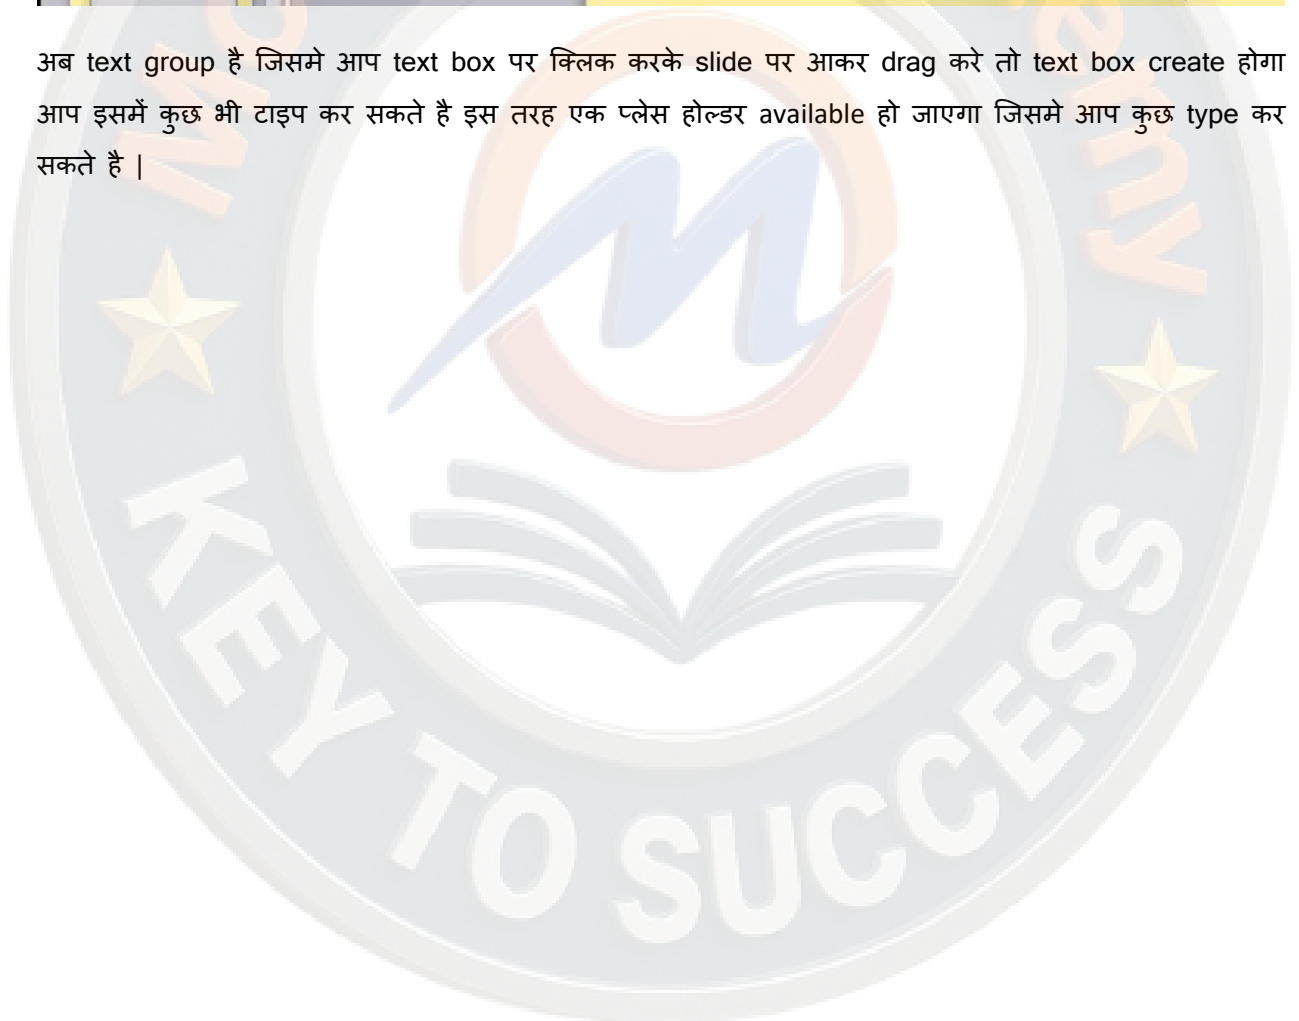 अब text group है जिसमे आप text box पर क्लिक करके slide पर आकर drag करे तो text box create होगा
आप इसमें कुछ भी टाइप कर सकते है इस तरह एक प्लेस होल्डर available हो जाएगा जिसमे आप कुछ type कर
सकते है |
KEY TO SUCCESS